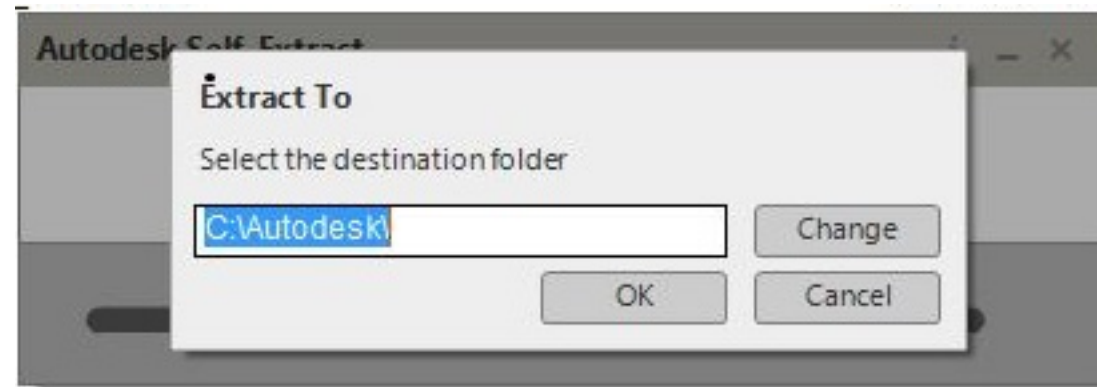 Autodesk Self-Extract
Extract To
Select the destination folder
C:\Autodesk\
Change
OK
Cancel